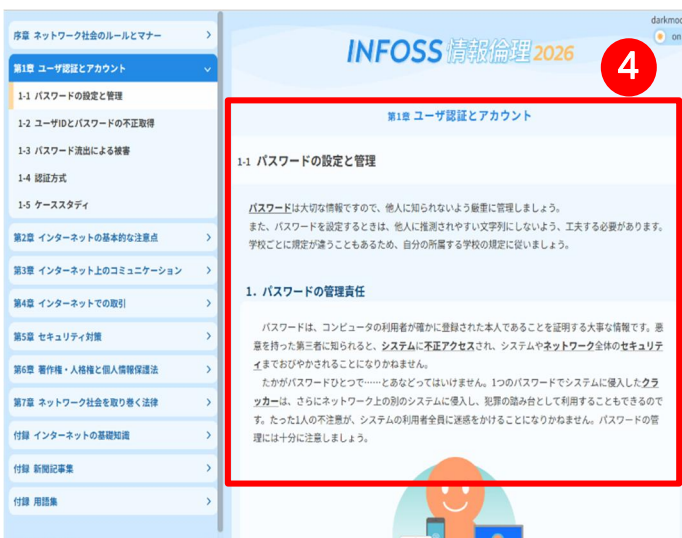 序章 ネットワーク社会のルールとマナー
第1章 ユーザ認証とアカウント
1-1 パスワードの設定と管理
1-2 ユーザIDとパスワードの不正取得
1-3 パスワード流出による被害
1-4 認証方式
1-5 ケーススタディ
第2章 インターネットの基本的な注意点
第3章 インターネット上のコミュニケーション
第4章 インターネットでの取引
第5章 セキュリティ対策
第6章 著作権・人格権と個人情報保護法
第7章 ネットワーク社会を取り巻く法律
付録 インターネットの基礎知識
付録 新聞記事集
付録 用語集
darkmod
on
INFOSS 情報倫理 2026
4
第1章 ユーザ認証とアカウント
1-1 パスワードの設定と管理
パスワードは大切な情報ですので、他人に知られないよう厳重に管理しましょう。
また、パスワードを設定するときは、他人に推測されやすい文字列にしないよう、工夫する必要があります。
学校ごとに規定が違うこともあるため、自分の所属する学校の規定に従いましょう。
1. パスワードの管理責任
パスワードは、コンピュータの利用者が確かに登録された本人であることを証明する大事な情報です。悪
意を持った第三者に知られると、システムに不正アクセスされ、システムやネットワーク全体のセキュリテ
ィまでおびやかされることになりかねません。
たかがパスワードひとつで……とあなどってはいけません。1つのパスワードでシステムに侵入したクラ
ッカーは、さらにネットワーク上の別のシステムに侵入し、犯罪の踏み台として利用することもできるので
す。たった1人の不注意が、システムの利用者全員に迷惑をかけることになりかねません。パスワードの管
理には十分に注意しましょう。